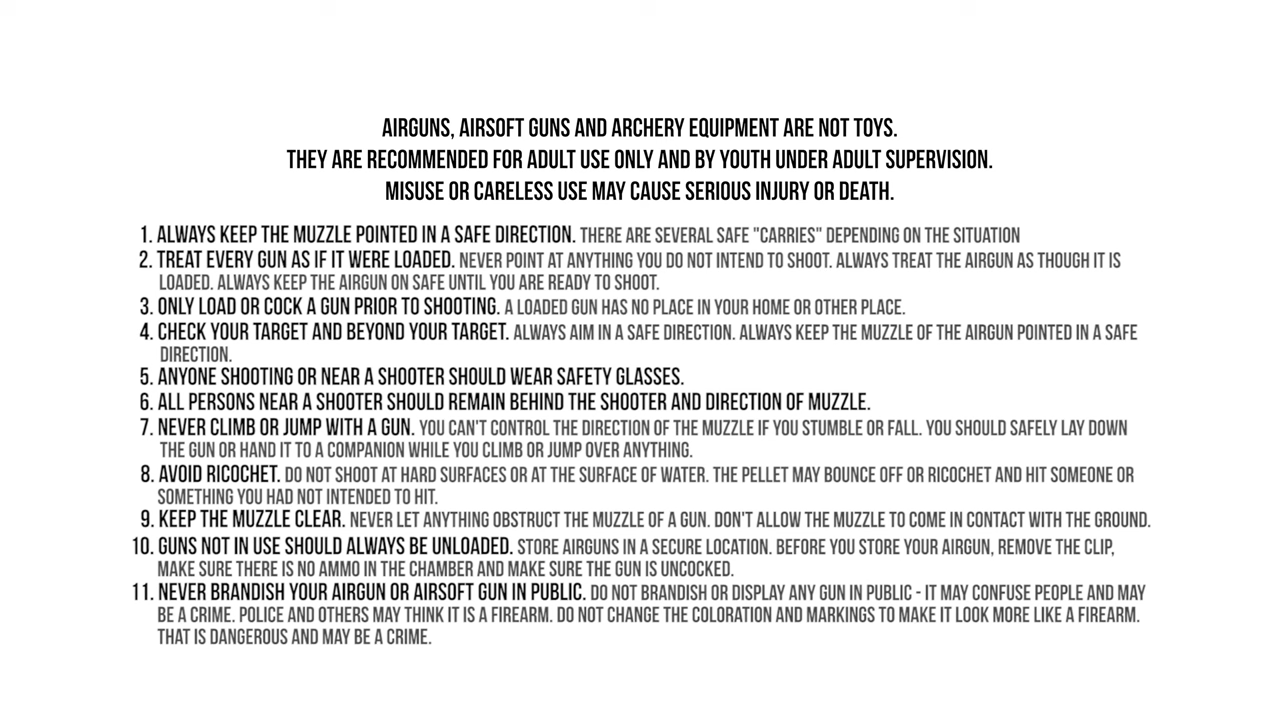 AIRGUNS, AIRSOFT GUNS AND ARCHERY EQUIPMENT ARE NOT TOYS.
THEY ARE RECOMMENDED FOR ADULT USE ONLY AND BY YOUTH UNDER ADULT SUPERVISION.
MISUSE OR CARELESS USE MAY CAUSE SERIOUS INJURY OR DEATH.
1. ALWAYS KEEP THE MUZZLE POINTED IN A SAFE DIRECTION. THERE ARE SEVERAL SAFE "CARRIES" DEPENDING ON THE SITUATION
2. TREAT EVERY GUN AS IF IT WERE LOADED. NEVER POINT AT ANYTHING YOU DO NOT INTEND TO SHOOT. ALWAYS TREAT THE AIRGUN AS THOUGH IT IS
LOADED. ALWAYS KEEP THE AIRGUN ON SAFE UNTIL YOU ARE READY TO SHOOT.
3. ONLY LOAD OR COCK A GUN PRIOR TO SHOOTING. A LOADED GUN HAS NO PLACE IN YOUR HOME OR OTHER PLACE.
4. CHECK YOUR TARGET AND BEYOND YOUR TARGET. ALWAYS AIM IN A SAFE DIRECTION. ALWAYS KEEP THE MUZZLE OF THE AIRGUN POINTED IN A SAFE
DIRECTION.
5. ANYONE SHOOTING OR NEAR A SHOOTER SHOULD WEAR SAFETY GLASSES.
6. ALL PERSONS NEAR A SHOOTER SHOULD REMAIN BEHIND THE SHOOTER AND DIRECTION OF MUZZLE.
7. NEVER CLIMB OR JUMP WITH A GUN. YOU CAN'T CONTROL THE DIRECTION OF THE MUZZLE IF YOU STUMBLE OR FALL. YOU SHOULD SAFELY LAY DOWN
THE GUN OR HAND IT TO A COMPANION WHILE YOU CLIMB OR JUMP OVER ANYTHING.
8. AVOID RICOCHET. DO NOT SHOOT AT HARD SURFACES OR AT THE SURFACE OF WATER. THE PELLET MAY BOUNCE OFF OR RICOCHET AND HIT SOMEONE OR
SOMETHING YOU HAD NOT INTENDED TO HIT.
9. KEEP THE MUZZLE CLEAR. NEVER LET ANYTHING OBSTRUCT THE MUZZLE OF A GUN. DON'T ALLOW THE MUZZLE TO COME IN CONTACT WITH THE GROUND.
10. GUNS NOT IN USE SHOULD ALWAYS BE UNLOADED. STORE AIRGUNS IN A SECURE LOCATION. BEFORE YOU STORE YOUR AIRGUN, REMOVE THE CLIP,
MAKE SURE THERE IS NO AMMO IN THE CHAMBER AND MAKE SURE THE GUN IS UNCOCKED.
11. NEVER BRANDISH YOUR AIRGUN OR AIRSOFT GUN IN PUBLIC. DO NOT BRANDISH OR DISPLAY ANY GUN IN PUBLIC - IT MAY CONFUSE PEOPLE AND MAY
BE A CRIME. POLICE AND OTHERS MAY THINK IT IS A FIREARM. DO NOT CHANGE THE COLORATION AND MARKINGS TO MAKE IT LOOK MORE LIKE A FIREARM.
THAT IS DANGEROUS AND MAY BE A CRIME.